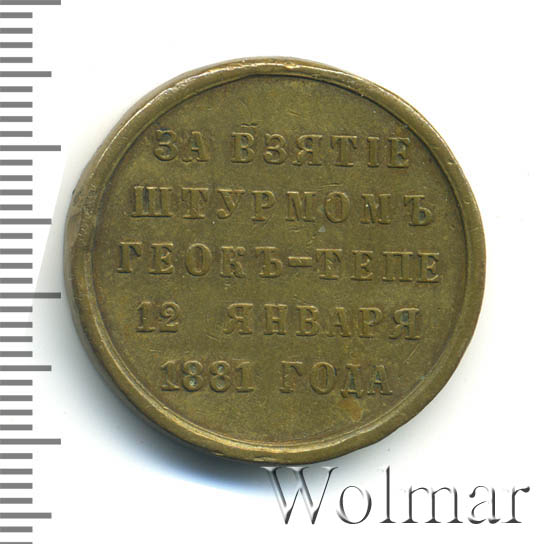 ЗА ВЗЯТІЕ
ШТУРМОМЪ
ГЕОКЪ-ТЕПЕ
12 ЯНВАРЯ
1881 ГОДА
Wolmar